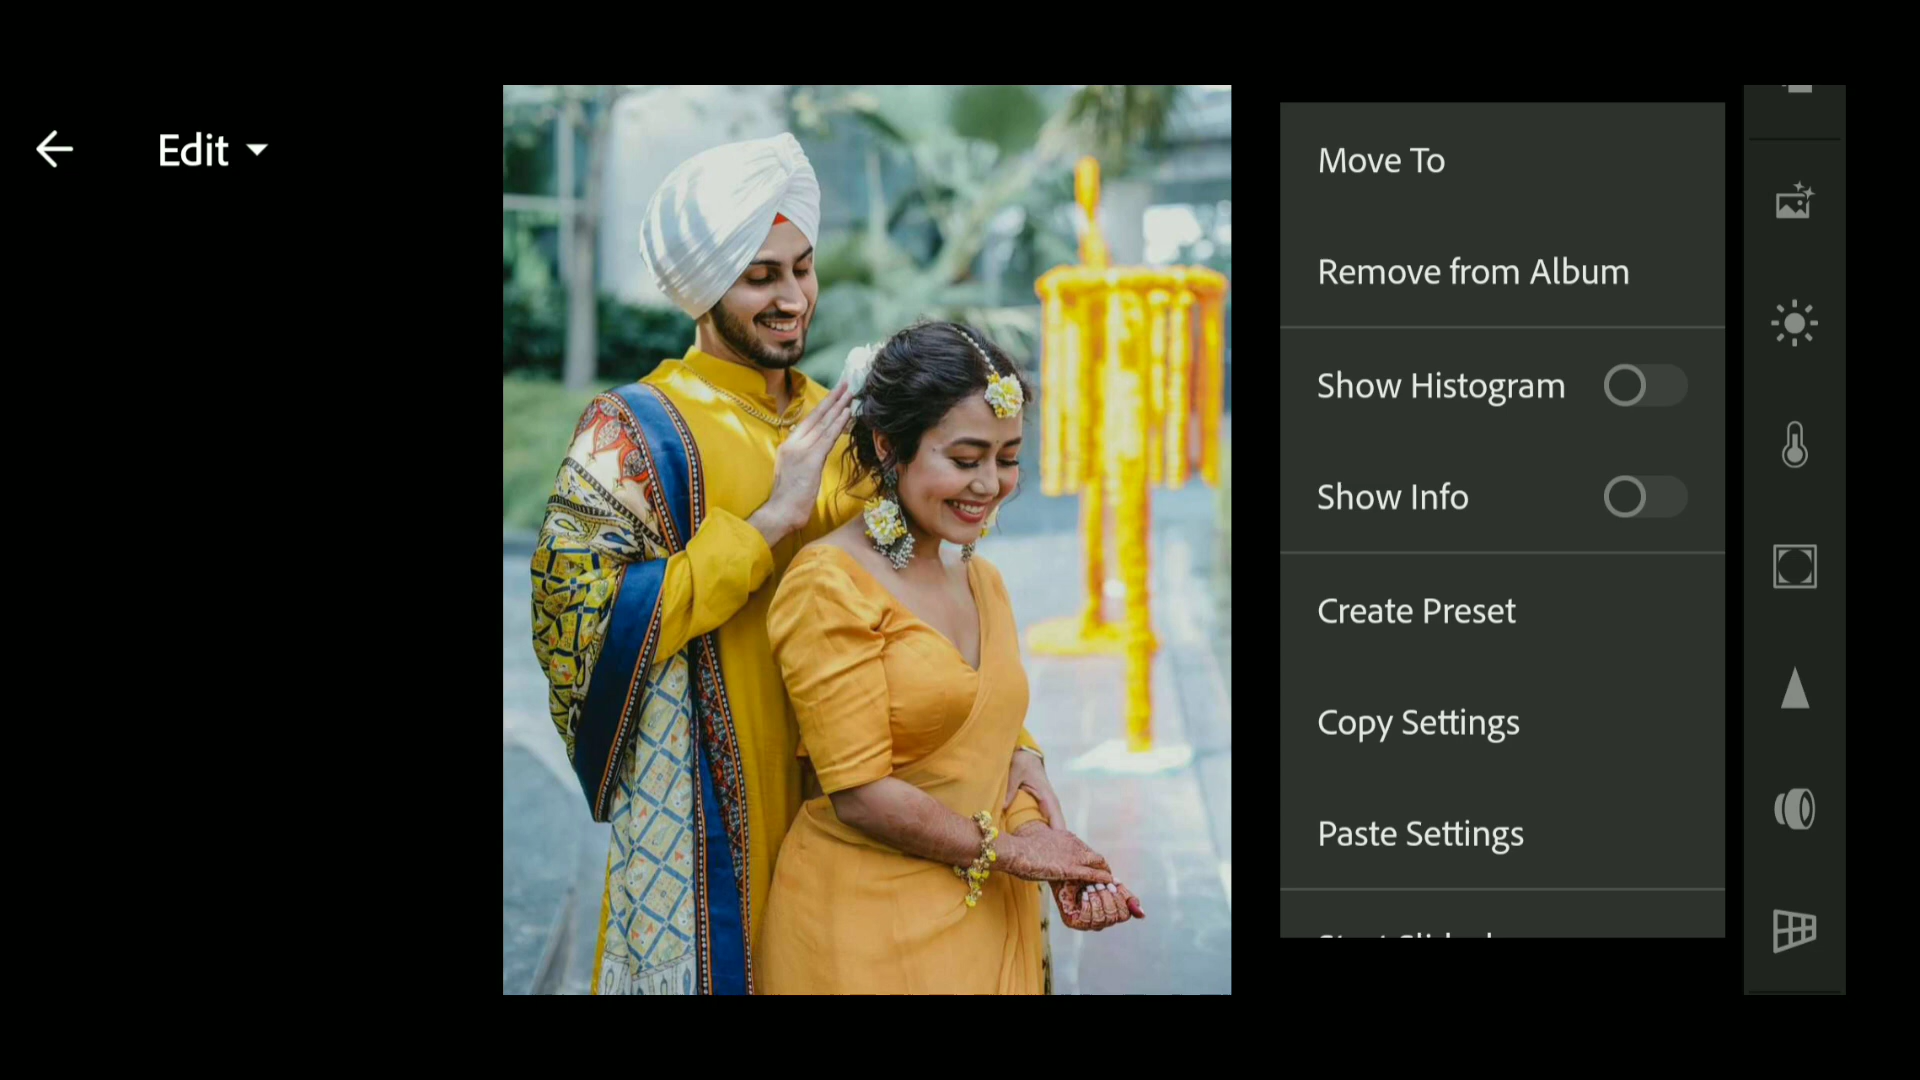 Edit
Move To
Remove from Album
Show Histogram
Show Info
Create Preset
Copy Settings
Paste Settings